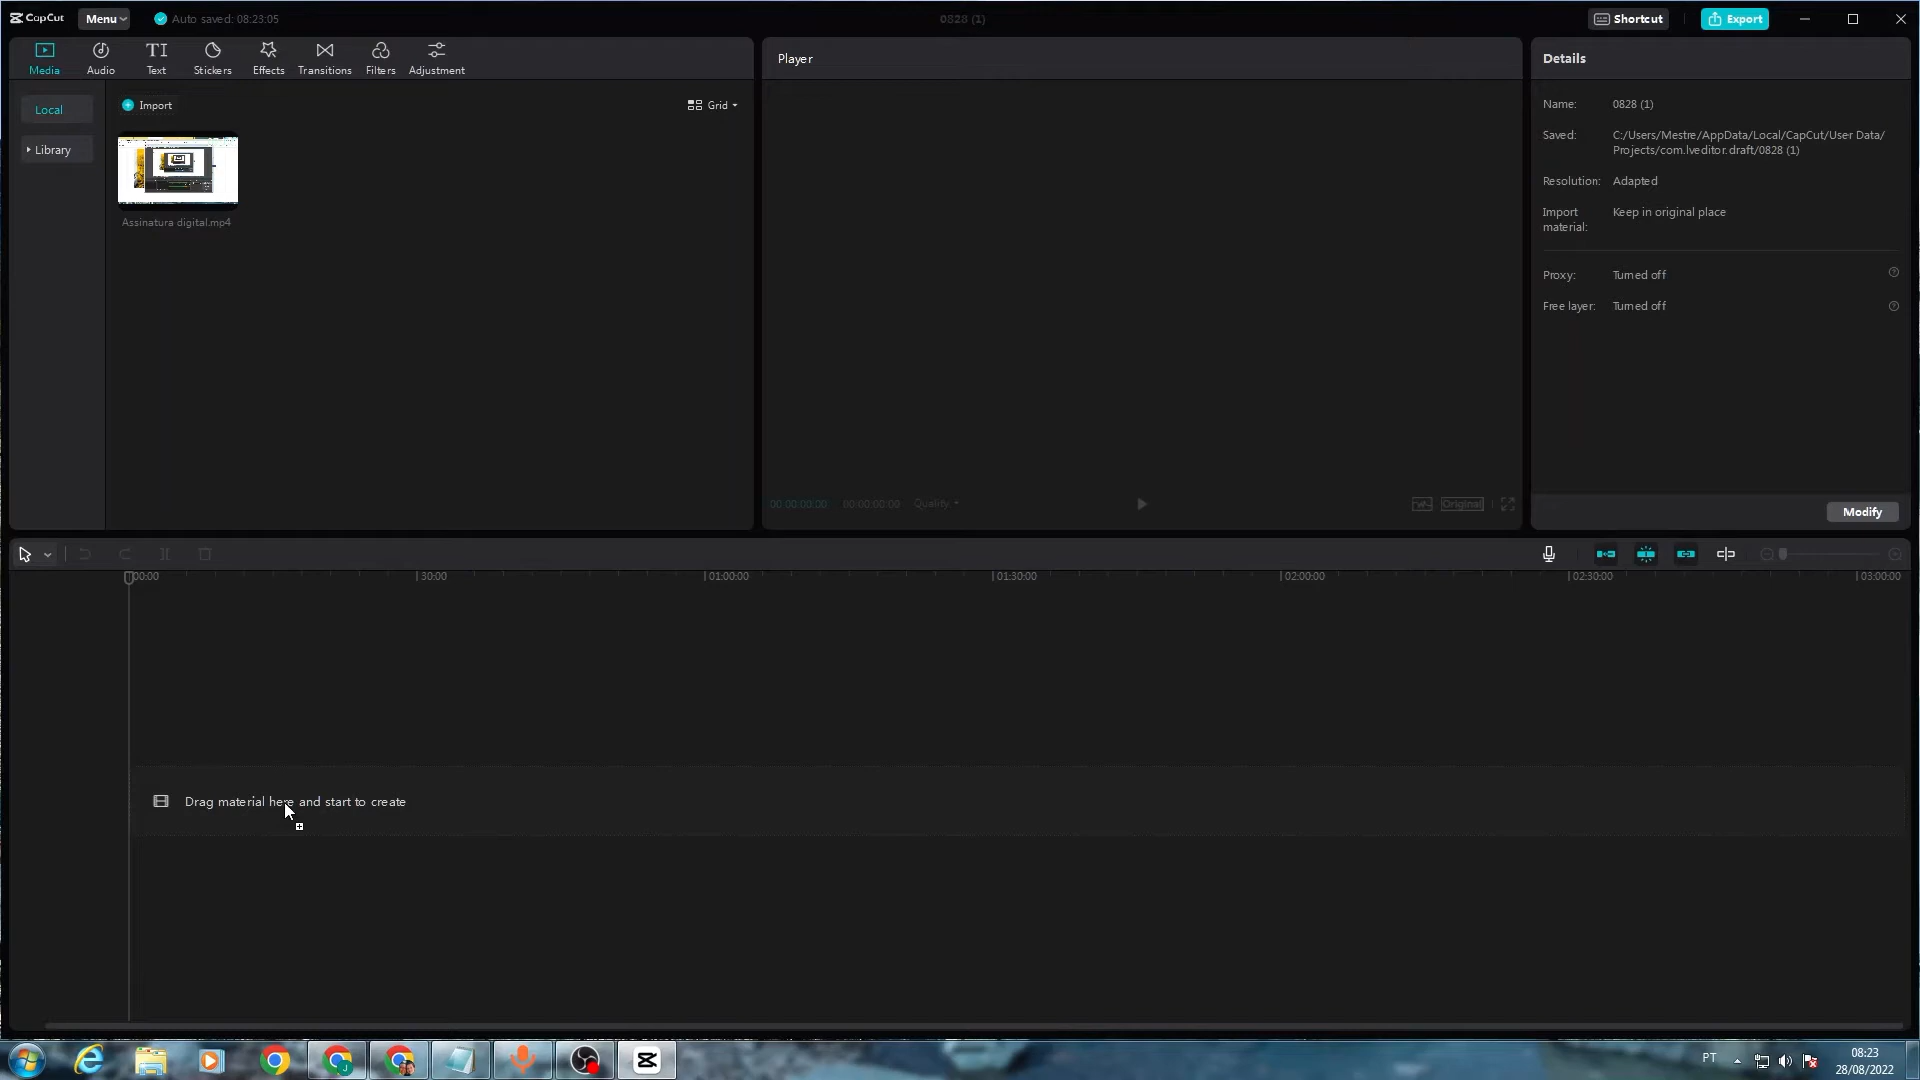 CapCut
Menu
Auto saved: 08:23:05
0828 (1)
Shortcut
Export
Media
Audio
TI
Text
Stickers
Effects
Transitions
Filters
Adjustment
Player
Details
Local
Import
Grid
Library
Assinatura digital.mp4
Name: 0828 (1)
Saved: C:/Users/Mestre/AppData/Local/CapCut/User Data/
Projects/com.lveditor.draft/0828 (1)
Resolution: Adapted
Import Keep in original place
material:
Proxy: Turned off
Free layer: Turned off
00:00:00:00 00:00:00:00 Quality
Original
Modify
00:00
30:00
01:00:00
01:30:00
02:00:00
02:30:00
03:00:00
Drag material here and start to create
PT
08:23
28/08/2022